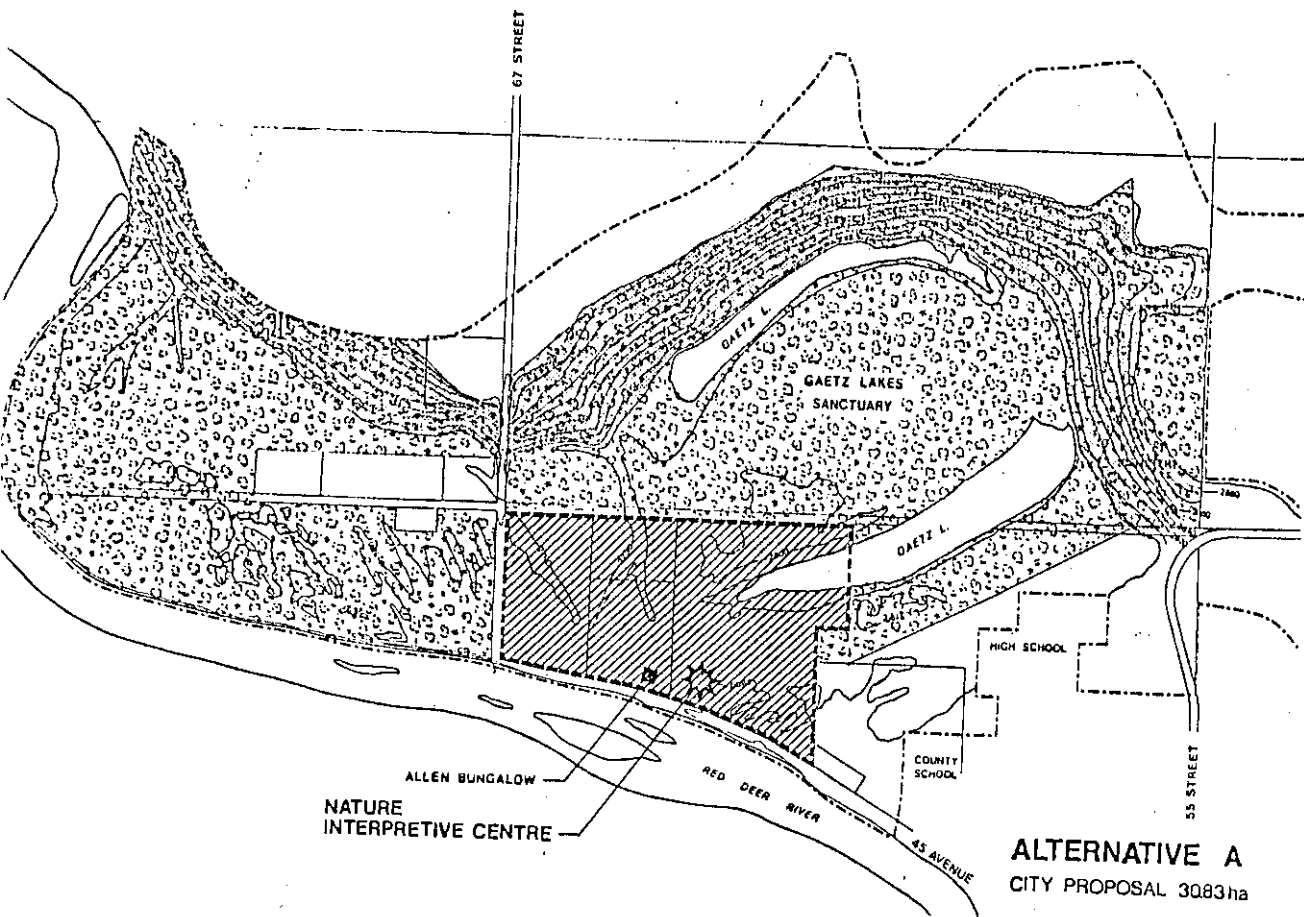 67 STREET
GAETZ L.
GAETZ LAKES
SANCTUARY
GAETZ L.
HIGH SCHOOL
COUNTY
SCHOOL
55 STREET
ALLEN BUNGALOW
NATURE
INTERPRETIVE CENTRE
RED DEER RIVER
45 AVENUE
ALTERNATIVE A
CITY PROPOSAL 30.83 ha